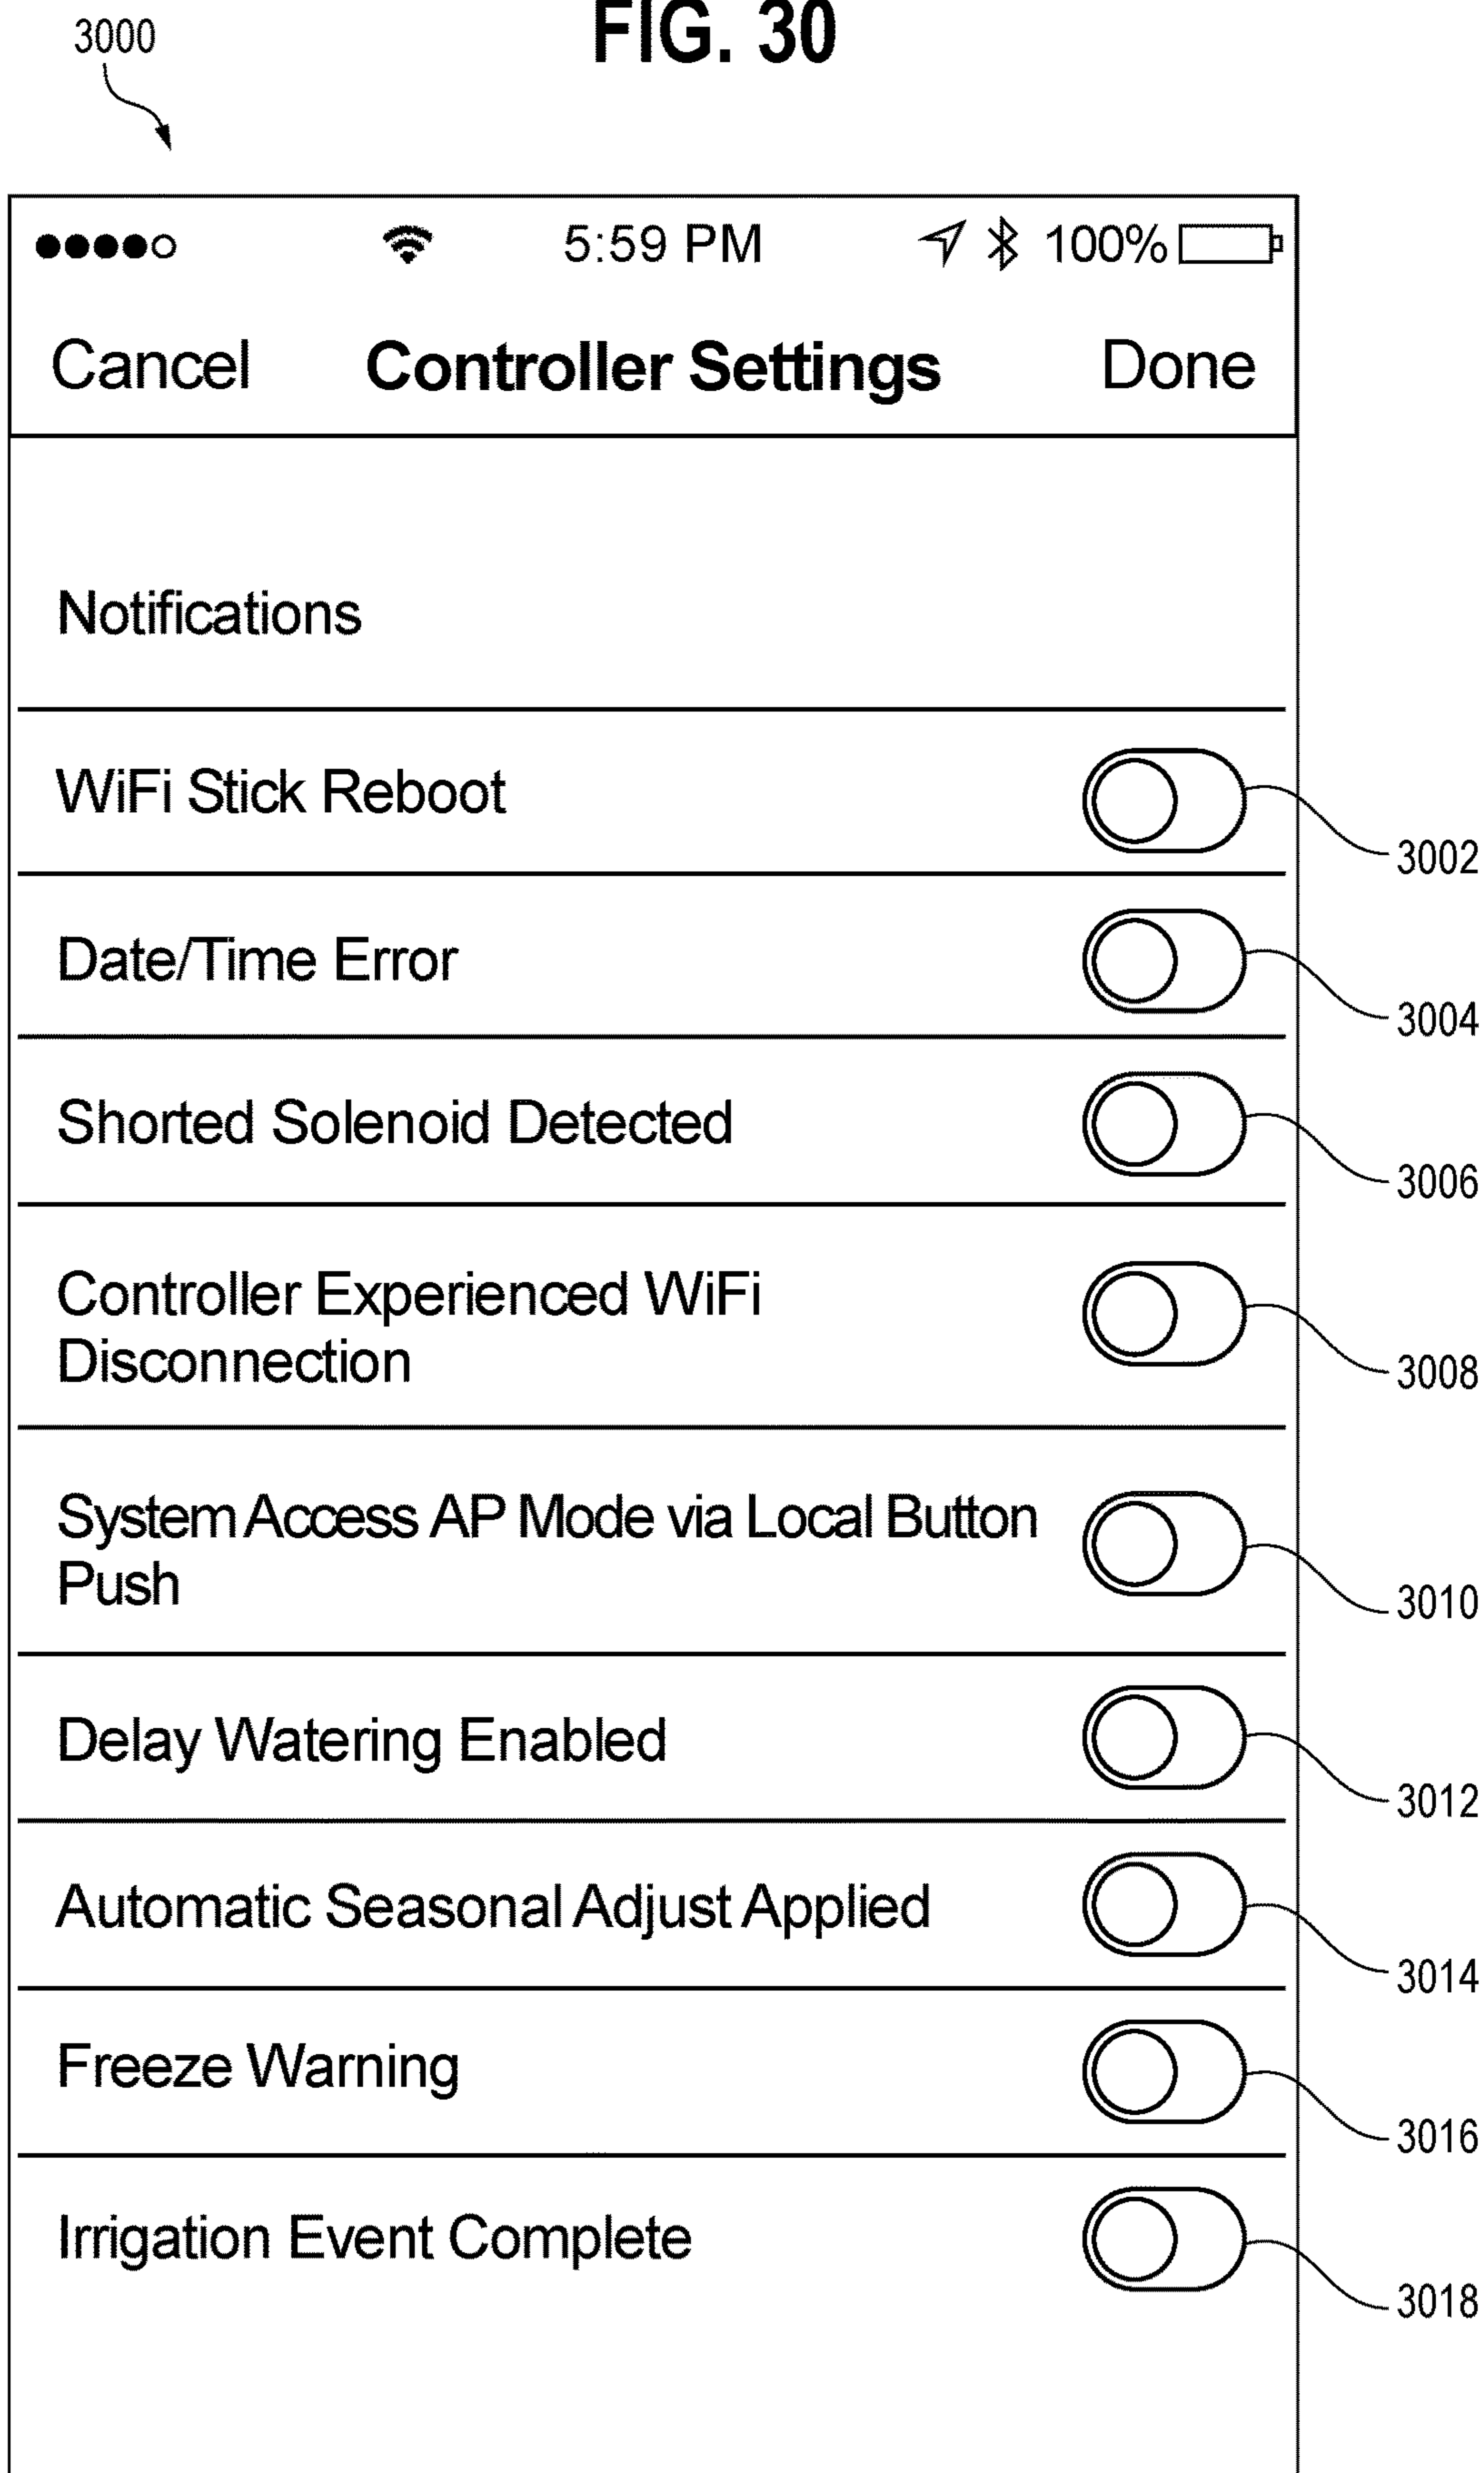 FIG. 30
3000
5:59 PM 100%
Cancel Controller Settings Done
Notifications
WiFi Stick Reboot
3002
Date/Time Error
3004
Shorted Solenoid Detected
3006
Controller Experienced WiFi
Disconnection
3008
System Access AP Mode via Local Button
Push
3010
Delay Watering Enabled
3012
Automatic Seasonal Adjust Applied
3014
Freeze Warning
3016
Irrigation Event Complete
3018